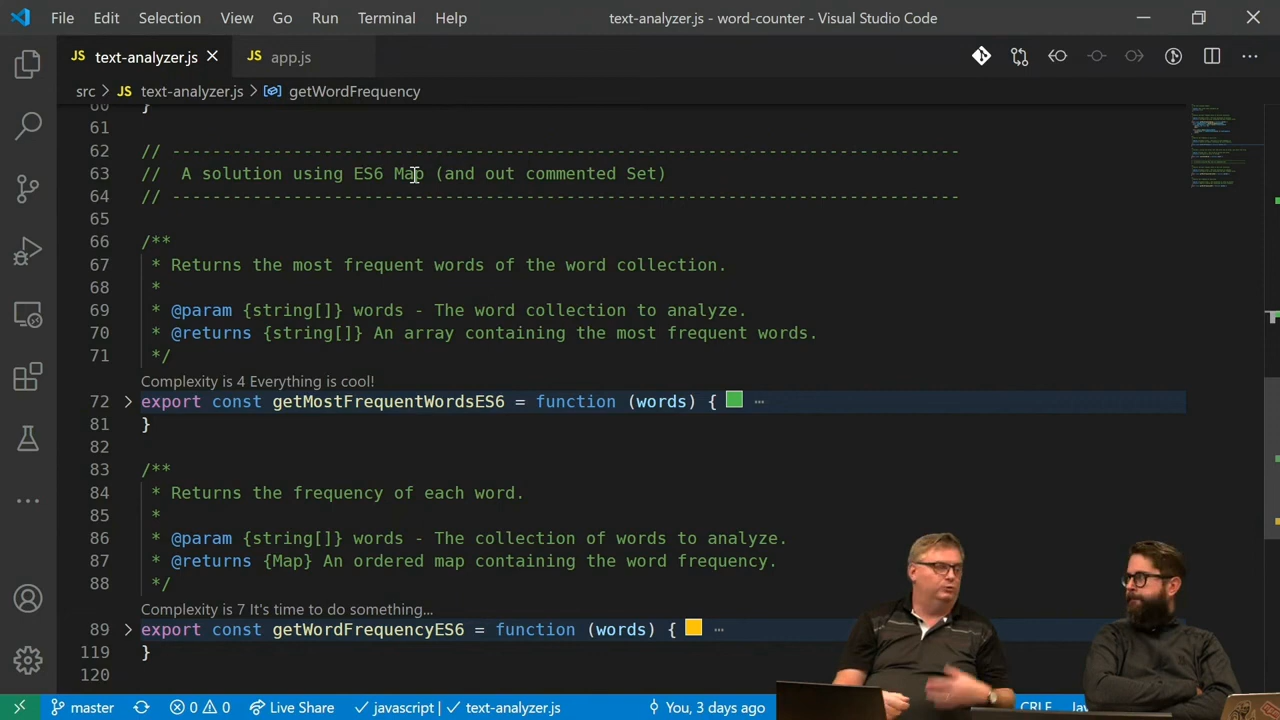 File Edit Selection View Go Run Terminal Help text-analyzer.js - word-counter - Visual Studio Code
JS text-analyzer.js JS app.js
src > JS text-analyzer.js > getWordFrequency
60 }
61
62 // ------------------------------------------------------------------------------
63 // A solution using ES6 Map (and out commented Set)
64 // ------------------------------------------------------------------------------
65
66 /**
67 * Returns the most frequent words of the word collection.
68 *
69 * @param {string[]} words - The word collection to analyze.
70 * @returns {string[]} An array containing the most frequent words.
71 */
Complexity is 4 Everything is cool!
72 export const getMostFrequentWordsES6 = function (words) { ⋯
81 }
82
83 /**
84 * Returns the frequency of each word.
85 *
86 * @param {string[]} words - The collection of words to analyze.
87 * @returns {Map} An ordered map containing the word frequency.
88 */
Complexity is 7 It's time to do something...
89 export const getWordFrequencyES6 = function (words) { ⋯
119 }
120
master 0 0 Live Share javascript | text-analyzer.js You, 3 days ago CRLF